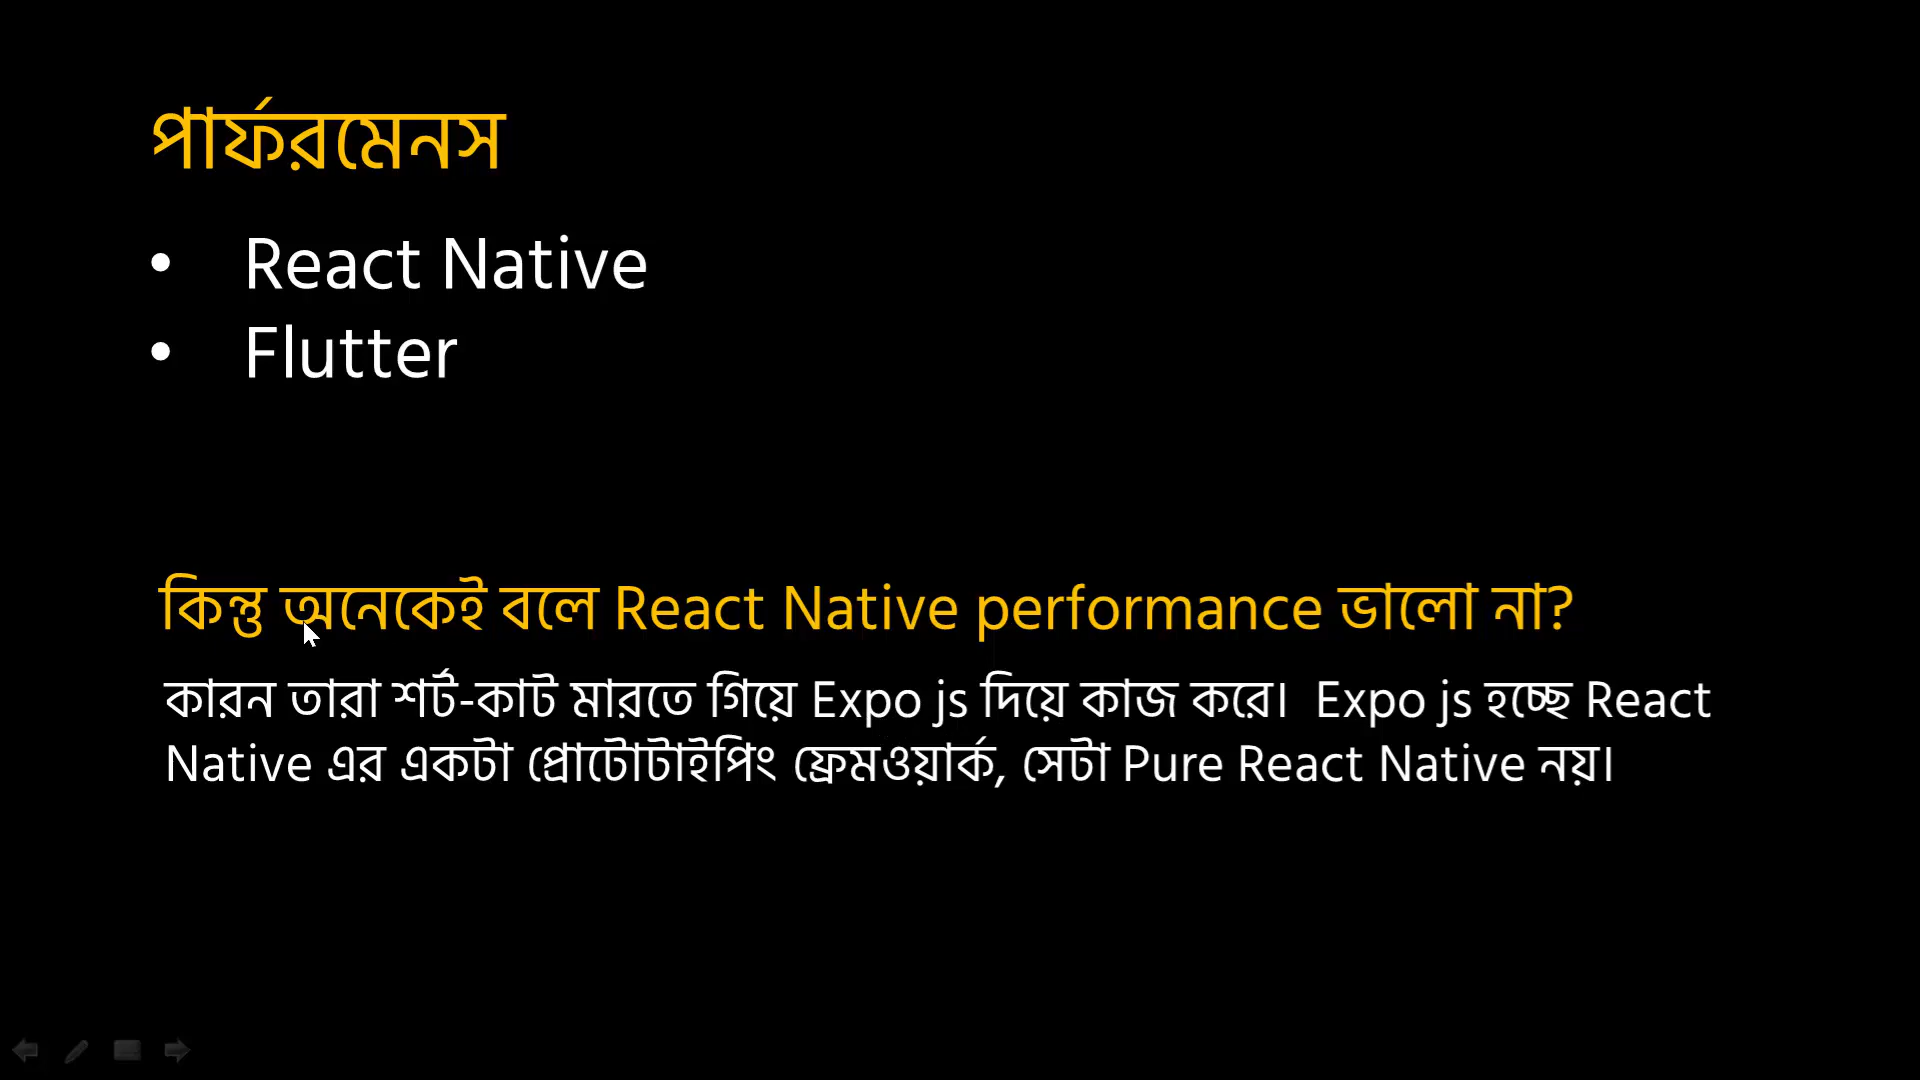 পার্ফরমেনস
• React Native
• Flutter
কিন্তু অনেকেই বলে React Native performance ভালো না?
কারন তারা শর্ট-কাট মারতে গিয়ে Expo js দিয়ে কাজ করে।  Expo js হচ্ছে React
Native এর একটা প্রোটোটাইপিং ফ্রেমওয়ার্ক, সেটা Pure React Native নয়।